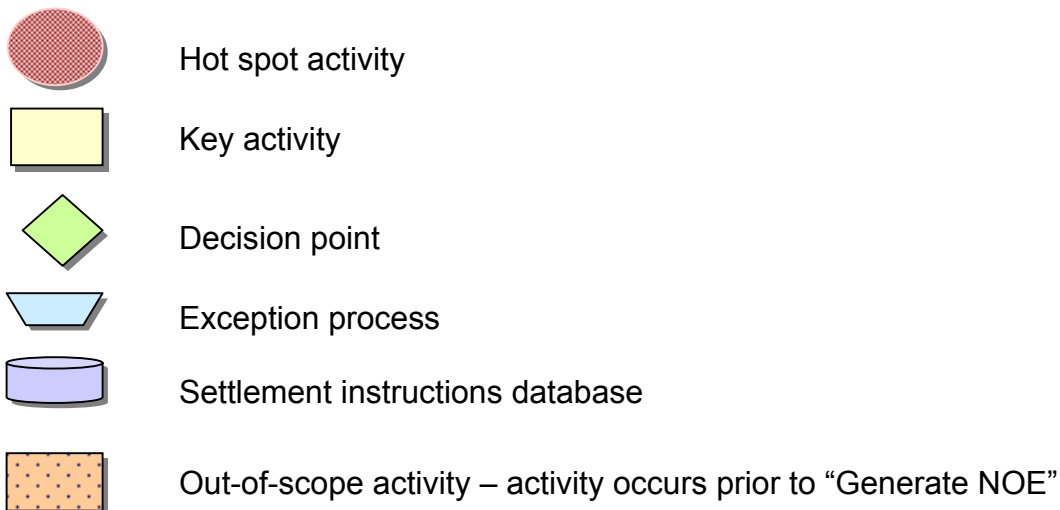 Hot spot activity
Key activity
Decision point
Exception process
Settlement instructions database
Out-of-scope activity – activity occurs prior to “Generate NOE”